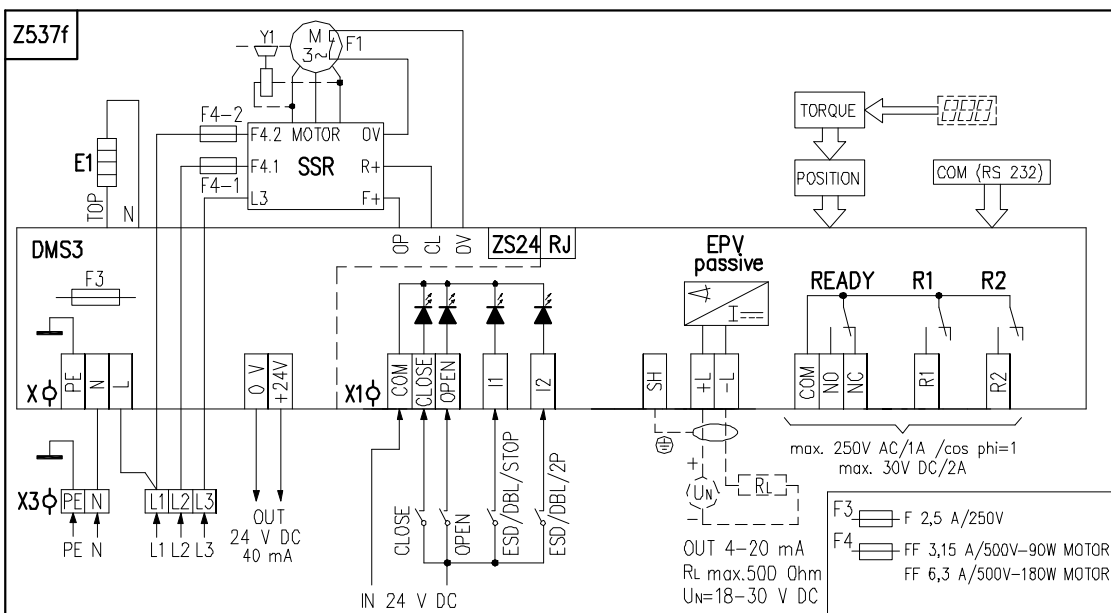 Z537f
Y1
M
3~
F1
F4-2
F4.2 MOTOR OV
E1
F4.1 SSR R+
F4-1
L3 F+
TOP
N
TORQUE
POSITION
COM (RS 232)
DMS3
OP
CL
OV
ZS24 RJ
EPV
passive
F3
READY R1 R2
I
X
PE
N
L
0 V
+24V
X1
COM
CLOSE
OPEN
I1
I2
SH
+L
-L
COM
NO
NC
R1
R2
max. 250V AC/1A /cos phi=1
max. 30V DC/2A
X3
PE N
L1 L2 L3
PE N
L1 L2 L3
OUT
24 V DC
40 mA
CLOSE
OPEN
ESD/DBL/STOP
ESD/DBL/2P
IN 24 V DC
+
UN
-
RL
OUT 4-20 mA
RL max.500 Ohm
UN=18-30 V DC
F3 F 2,5 A/250V
F4 FF 3,15 A/500V-90W MOTOR
FF 6,3 A/500V-180W MOTOR